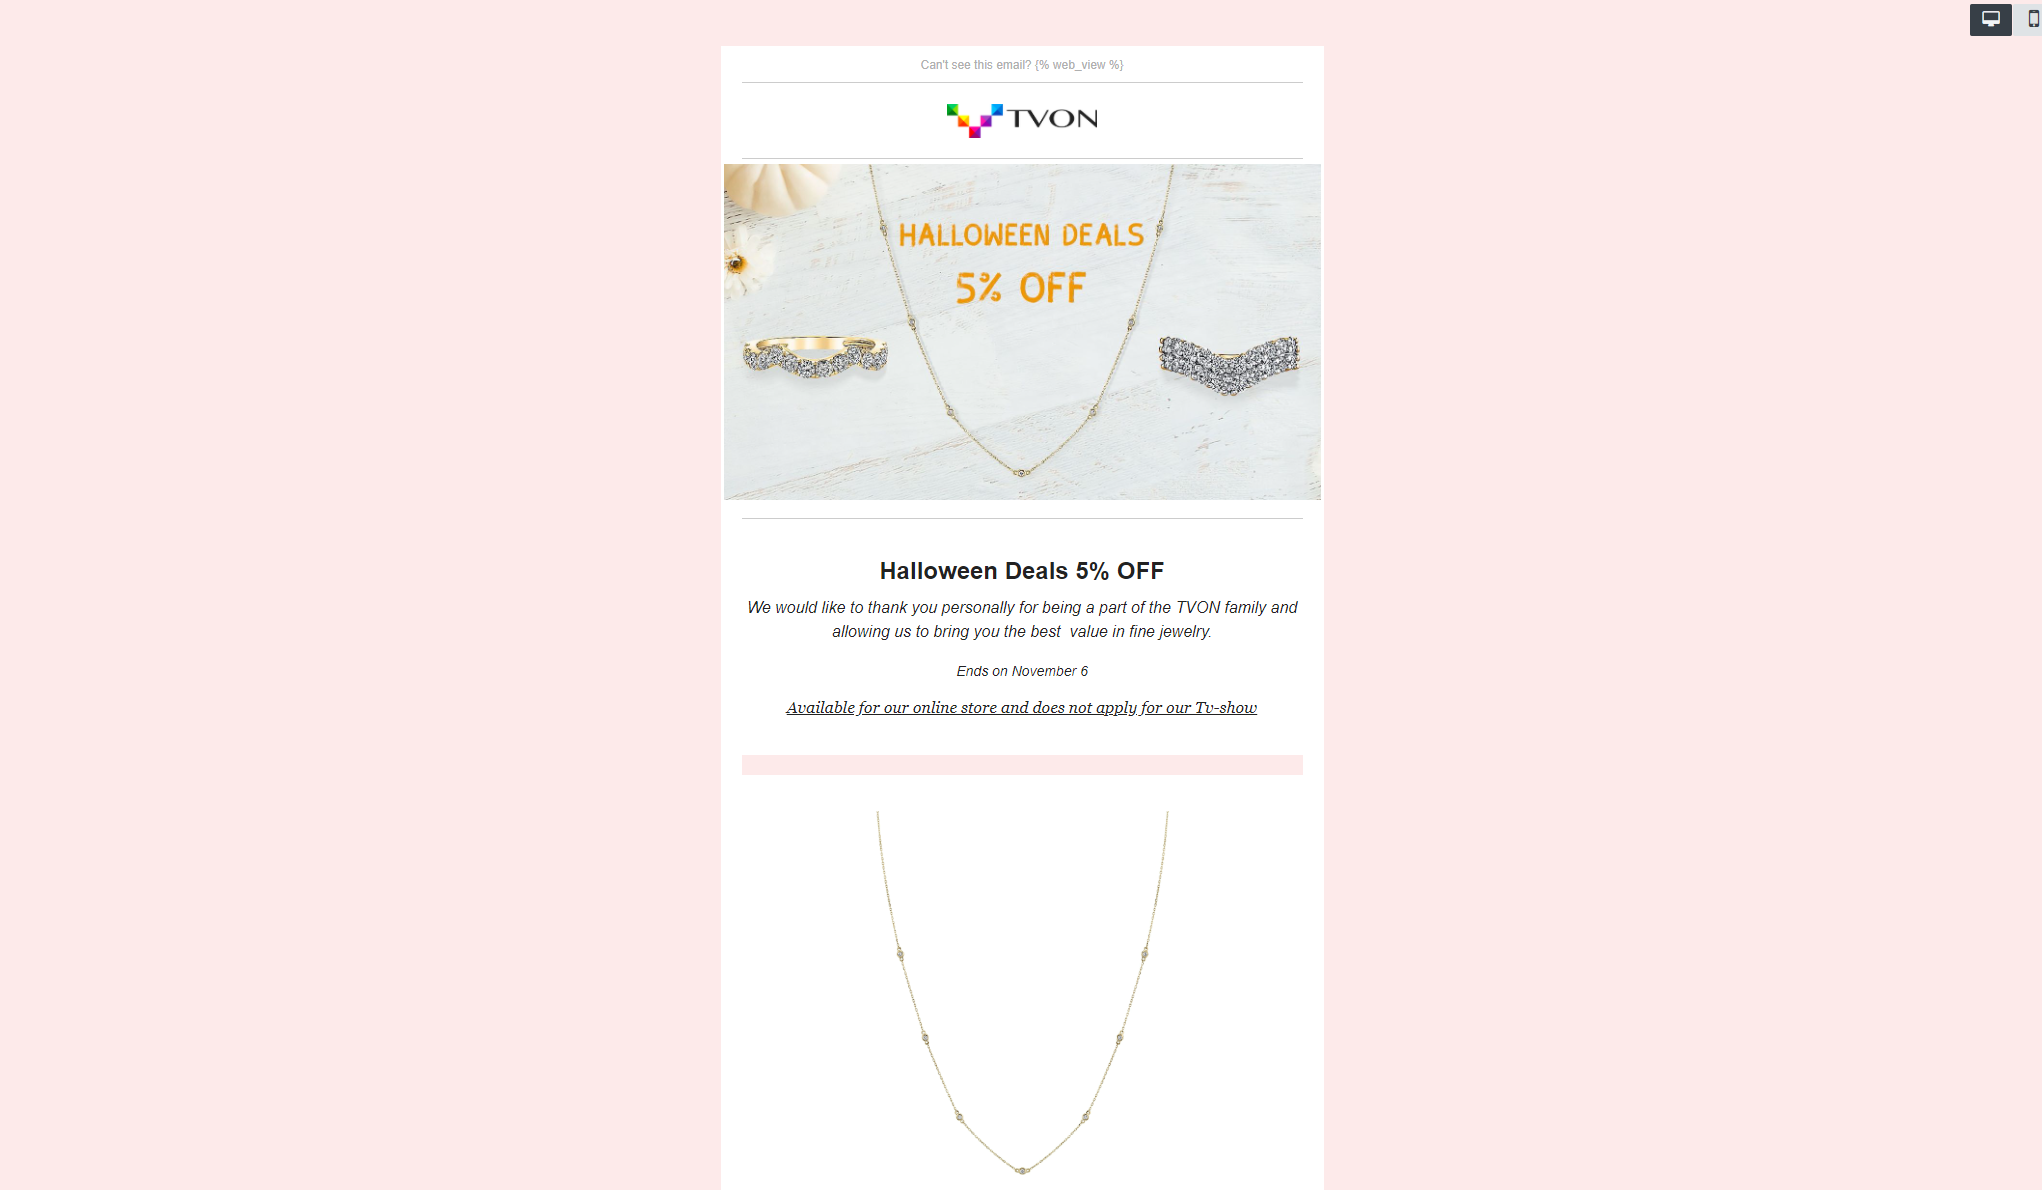 Can't see this email? {% web_view %}
TVON
HALLOWEEN DEALS
5% OFF
Halloween Deals 5% OFF
We would like to thank you personally for being a part of the TVON family and
allowing us to bring you the best  value in fine jewelry.
Ends on November 6
Available for our online store and does not apply for our Tv-show